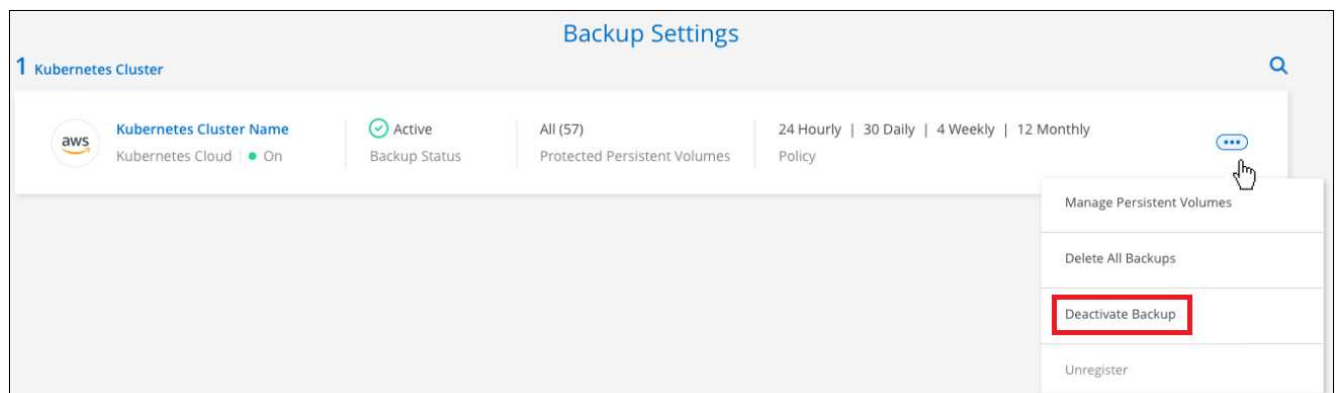 Backup Settings
1 Kubernetes Cluster
aws
Kubernetes Cluster Name
Kubernetes Cloud | On
Active
Backup Status
All (57)
Protected Persistent Volumes
24 Hourly | 30 Daily | 4 Weekly | 12 Monthly
Policy
Manage Persistent Volumes
Delete All Backups
Deactivate Backup
Unregister